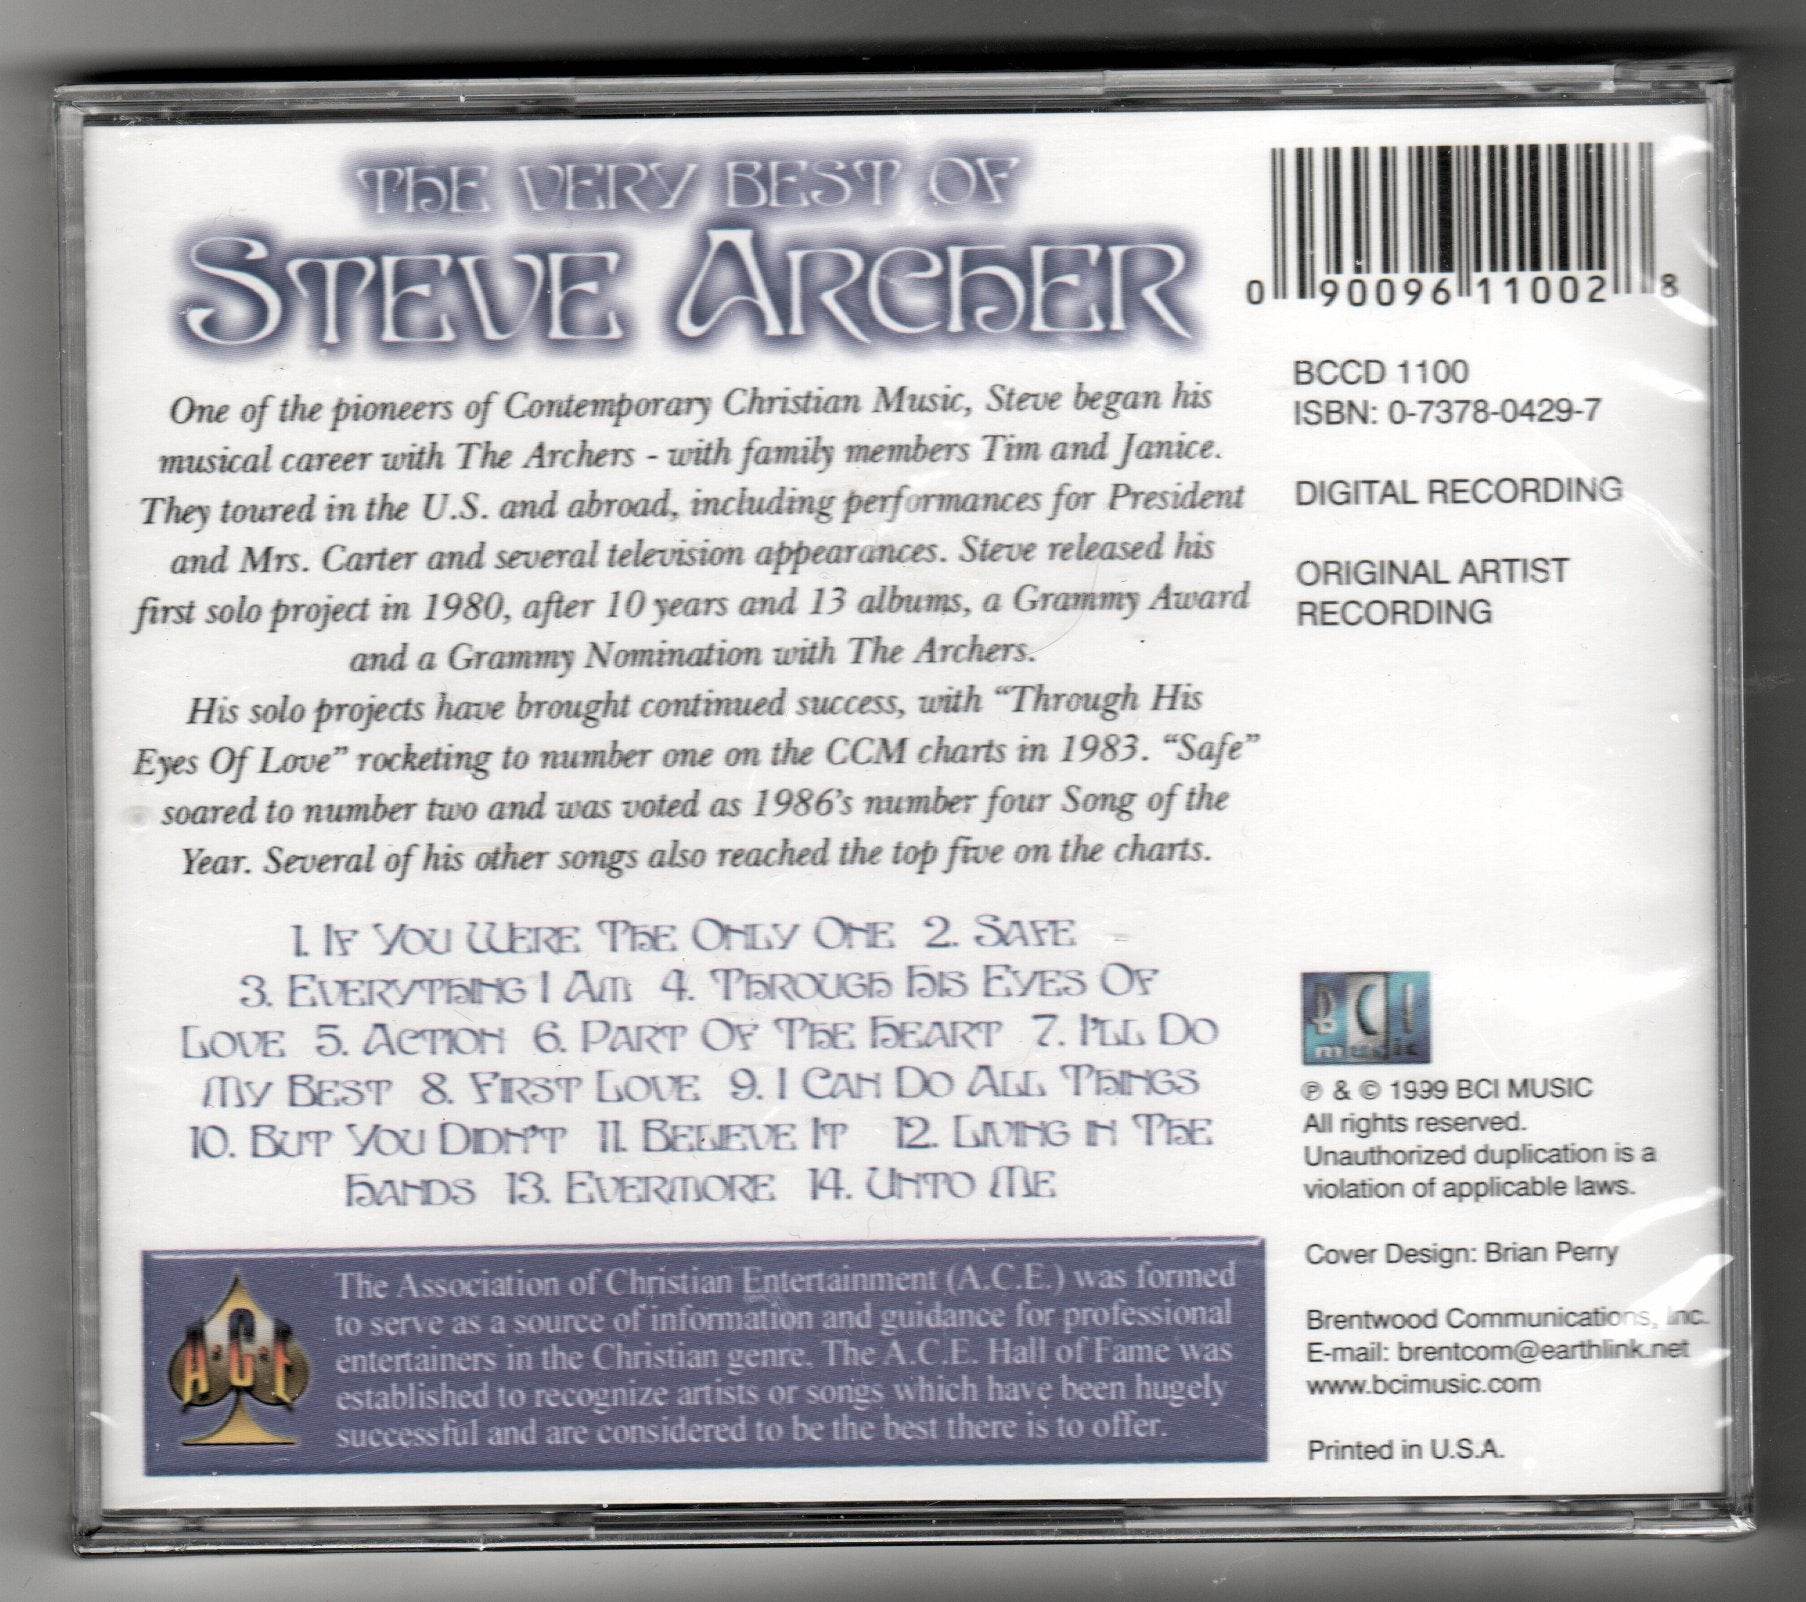 THE VERY BEST OF
STEVE ARCHER
One of the pioneers of Contemporary Christian Music, Steve began his
musical career with The Archers - with family members Tim and Janice.
They toured in the U.S. and abroad, including performances for President
and Mrs. Carter and several television appearances. Steve released his
first solo project in 1980, after 10 years and 13 albums, a Grammy Award
and a Grammy Nomination with The Archers.
His solo projects have brought continued success, with “Through His
Eyes Of Love” rocketing to number one on the CCM charts in 1983. “Safe”
soared to number two and was voted as 1986’s number four Song of the
Year. Several of his other songs also reached the top five on the charts.
1. IF YOU WERE THE ONLY ONE 2. SAFE
3. EVERYTHING I AM 4. THROUGH HIS EYES OF
LOVE 5. ACTION 6. PART OF THE HEART 7. I'LL DO
MY BEST 8. FIRST LOVE 9. I CAN DO ALL THINGS
10. BUT YOU DIDN'T 11. BELIEVE IT 12. LIVING IN THE
HANDS 13. EVERMORE 14. UNTO ME
A.C.E
The Association of Christian Entertainment (A.C.E.) was formed
to serve as a source of information and guidance for professional
entertainers in the Christian genre. The A.C.E. Hall of Fame was
established to recognize artists or songs which have been hugely
successful and are considered to be the best there is to offer.
0 90096 11002 8
BCCD 1100
ISBN: 0-7378-0429-7
DIGITAL RECORDING
ORIGINAL ARTIST
RECORDING
BCI
music
℗ & © 1999 BCI MUSIC
All rights reserved.
Unauthorized duplication is a
violation of applicable laws.
Cover Design: Brian Perry
Brentwood Communications, Inc.
E-mail: brentcom@earthlink.net
www.bcimusic.com
Printed in U.S.A.